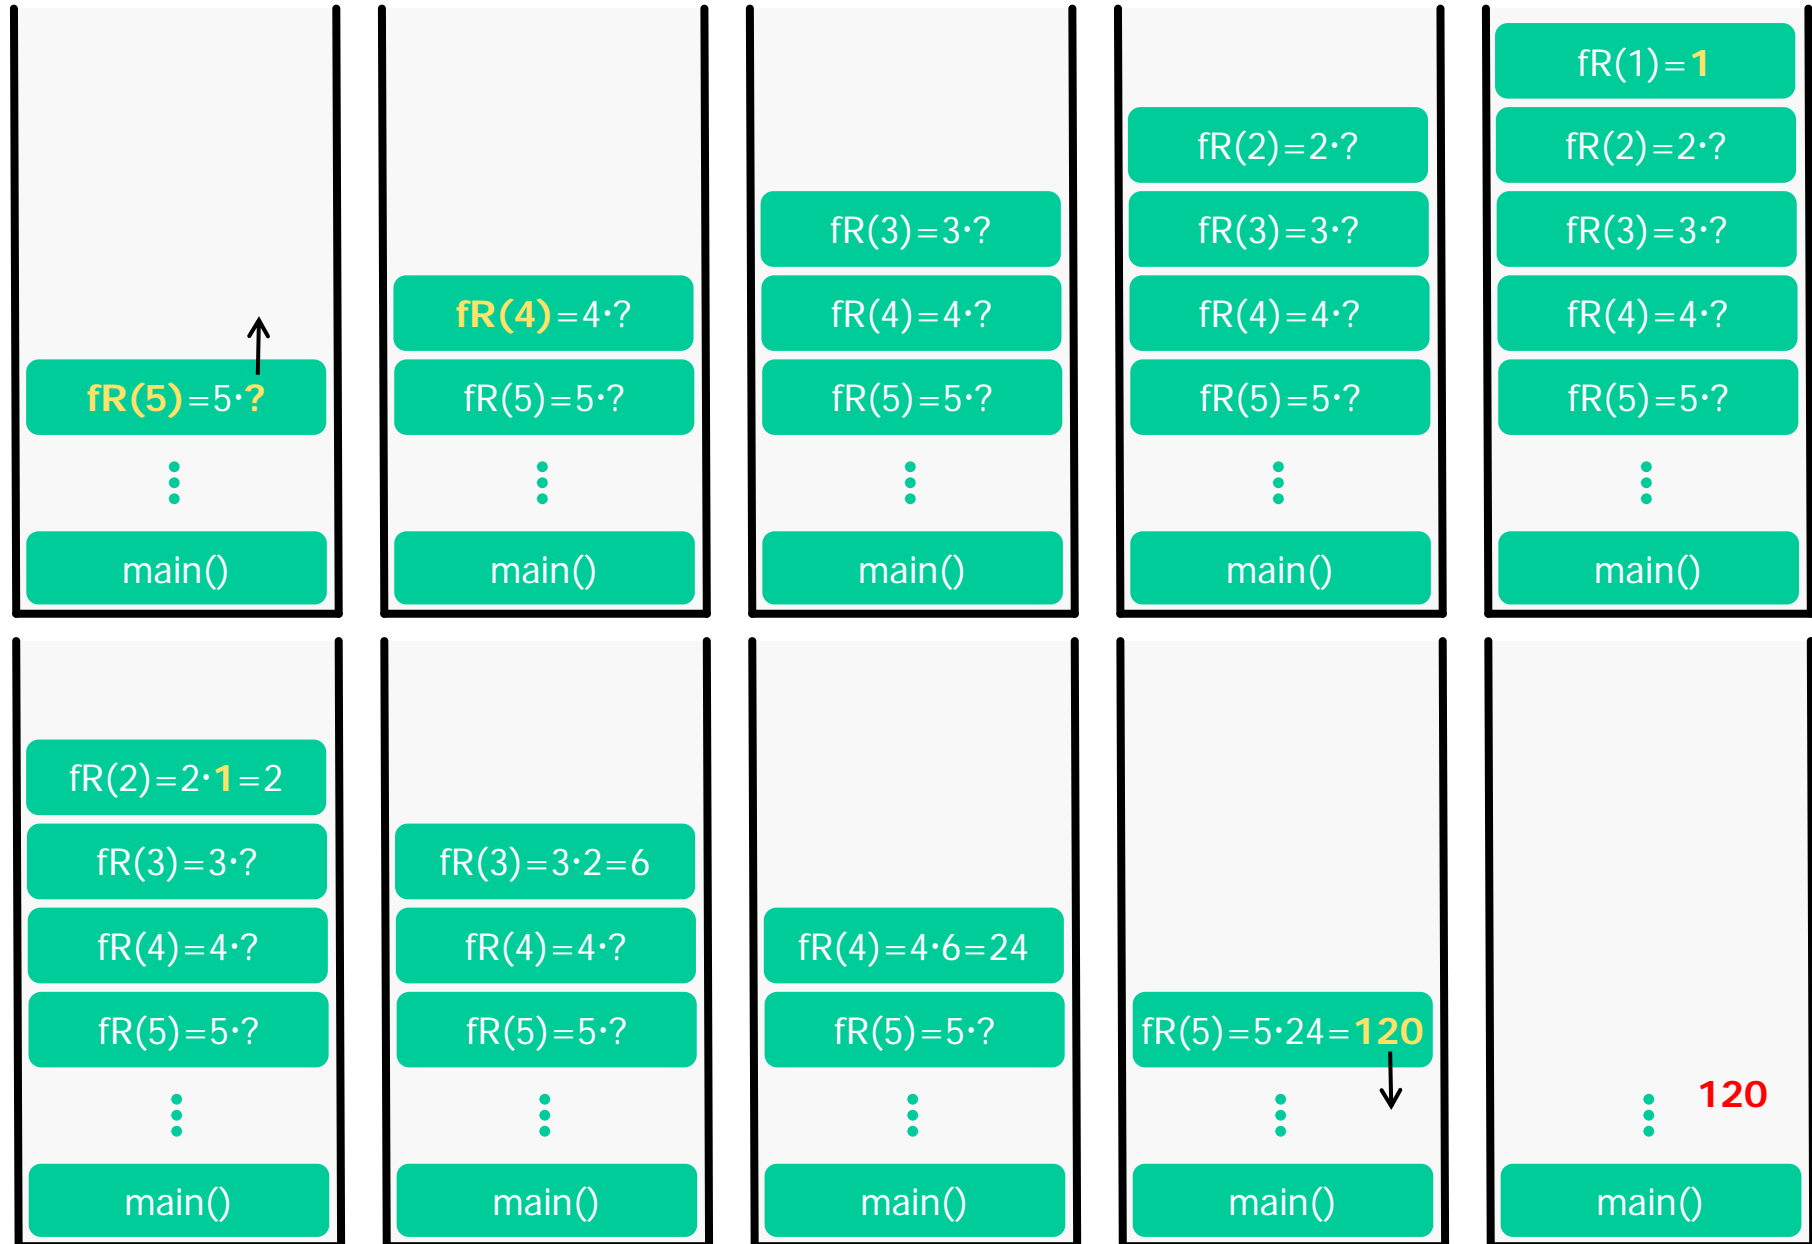 fR(5)=5·?
main()
fR(4)=4·?
fR(5)=5·?
main()
fR(3)=3·?
fR(4)=4·?
fR(5)=5·?
main()
fR(2)=2·?
fR(3)=3·?
fR(4)=4·?
fR(5)=5·?
main()
fR(1)=1
fR(2)=2·?
fR(3)=3·?
fR(4)=4·?
fR(5)=5·?
main()
fR(2)=2·1=2
fR(3)=3·?
fR(4)=4·?
fR(5)=5·?
main()
fR(3)=3·2=6
fR(4)=4·?
fR(5)=5·?
main()
fR(4)=4·6=24
fR(5)=5·?
main()
fR(5)=5·24=120
main()
120
main()